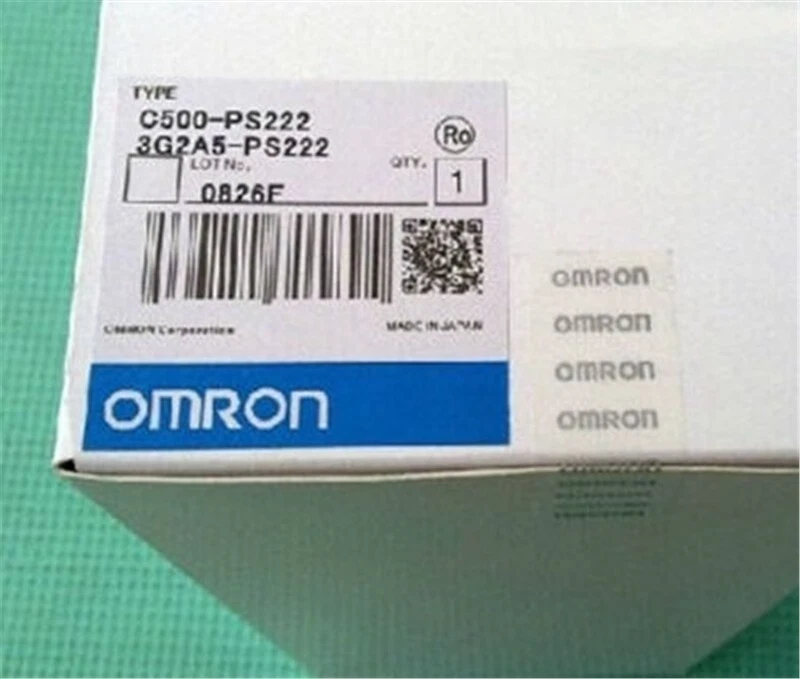 TYPE
C500-PS222
3G2A5-PS222
Ro
LOT No.
QTY.
0826F
1
OMRON Corporation
MADE IN JAPAN
OMRON
OMRON
OMRON
OMRON
OMRON